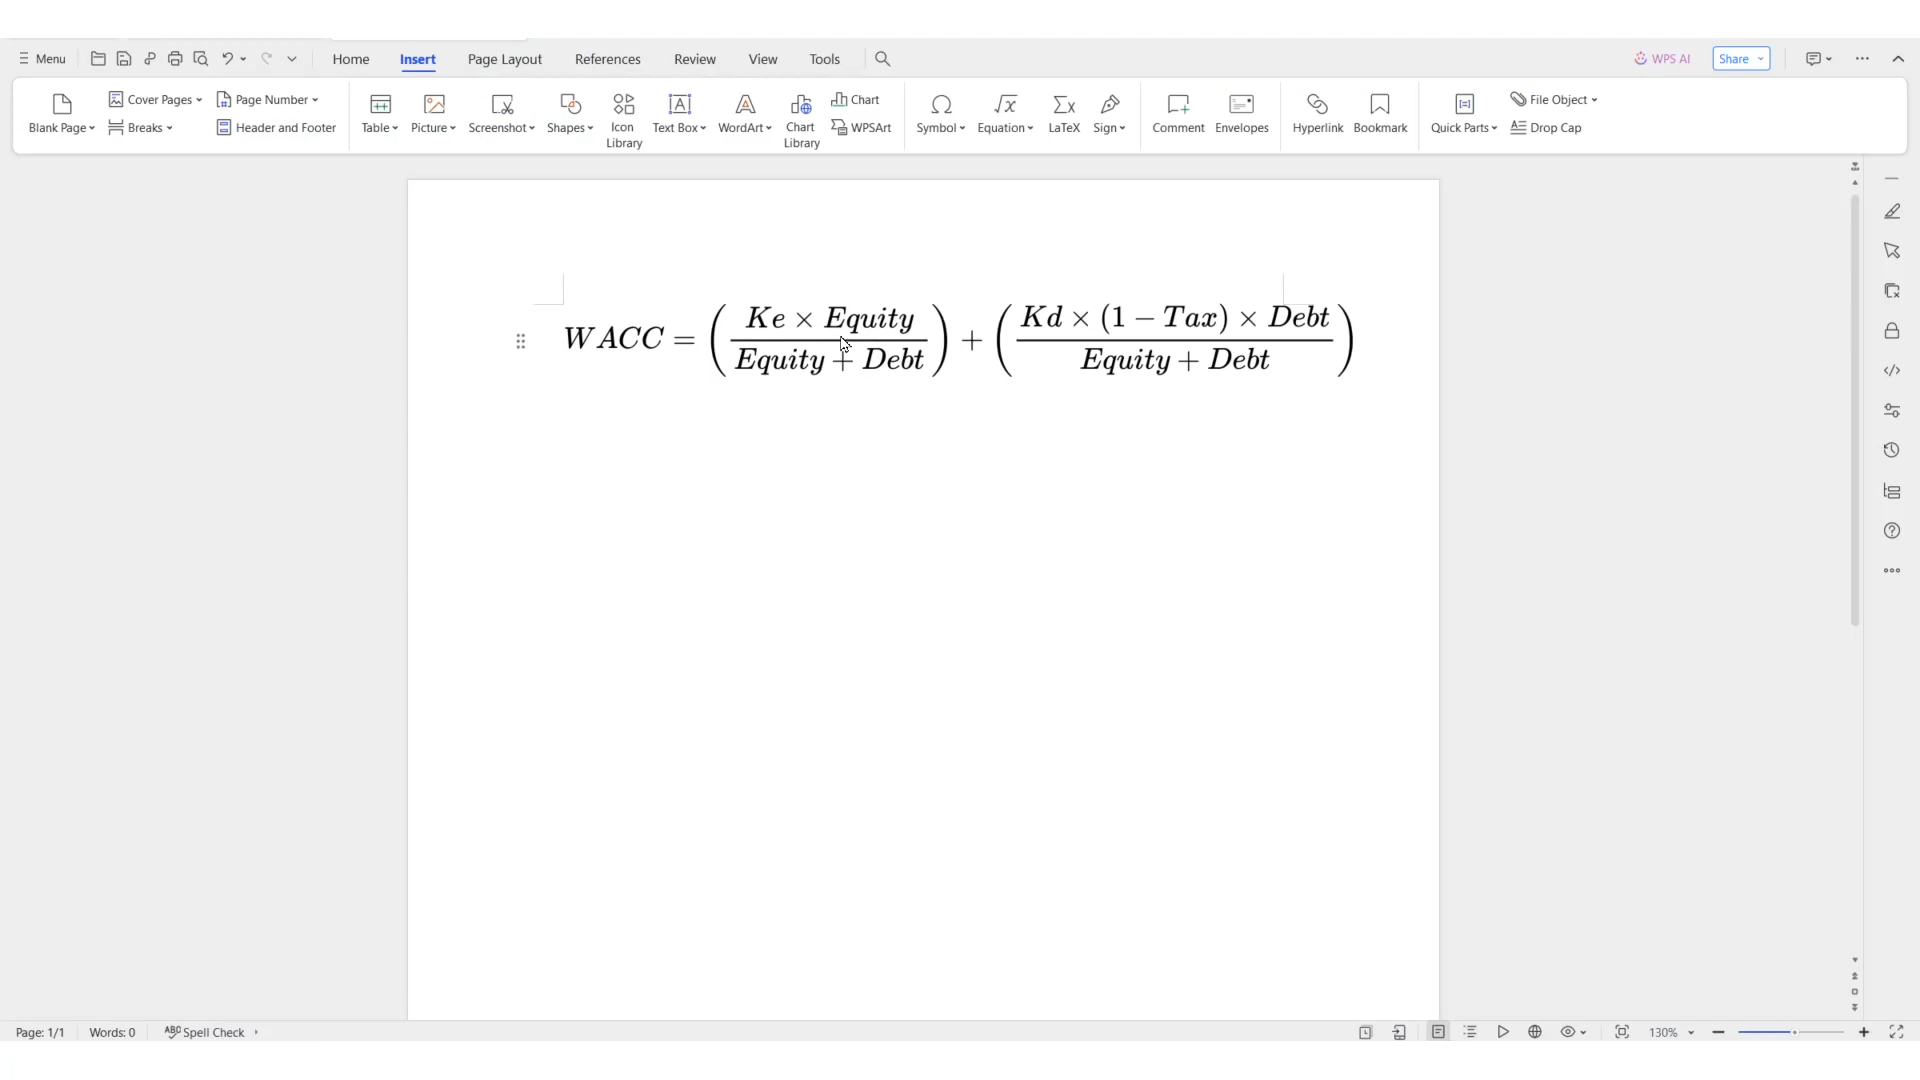 Menu Home Insert Page Layout References Review View Tools WPS AI Share
Blank Page Cover Pages Page Number Breaks Header and Footer Table Picture Screenshot Shapes Icon Library Text Box WordArt Chart Library Chart WPSArt Symbol Equation LaTeX Sign Comment Envelopes Hyperlink Bookmark Quick Parts File Object Drop Cap
WACC = ( Ke × Equity / Equity + Debt ) + ( Kd × (1 − Tax) × Debt / Equity + Debt )
Page: 1/1 Words: 0 ABC Spell Check 130%